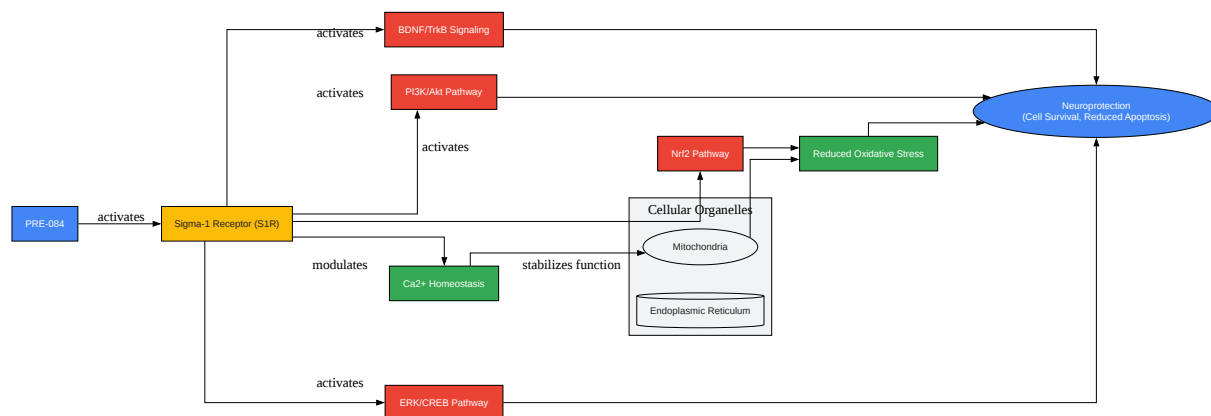 BDNF/TrkB Signaling
activates
PI3K/Akt Pathway
activates
Neuroprotection
(Cell Survival, Reduced Apoptosis)
activates
Nrf2 Pathway
Reduced Oxidative Stress
Cellular Organelles
PRE-084
activates
Sigma-1 Receptor (S1R)
Mitochondria
modulates
stabilizes function
Ca2+ Homeostasis
Endoplasmic Reticulum
activates
ERK/CREB Pathway